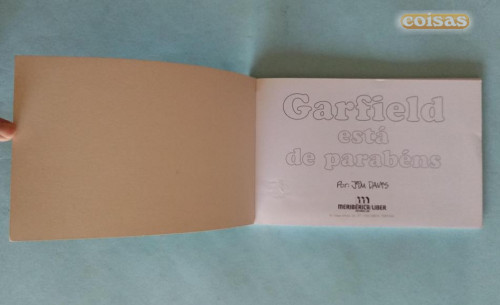 coisas
Garfield
está
de parabéns
Por: JIM DAVIS
MERIBÉRICA/LIBER